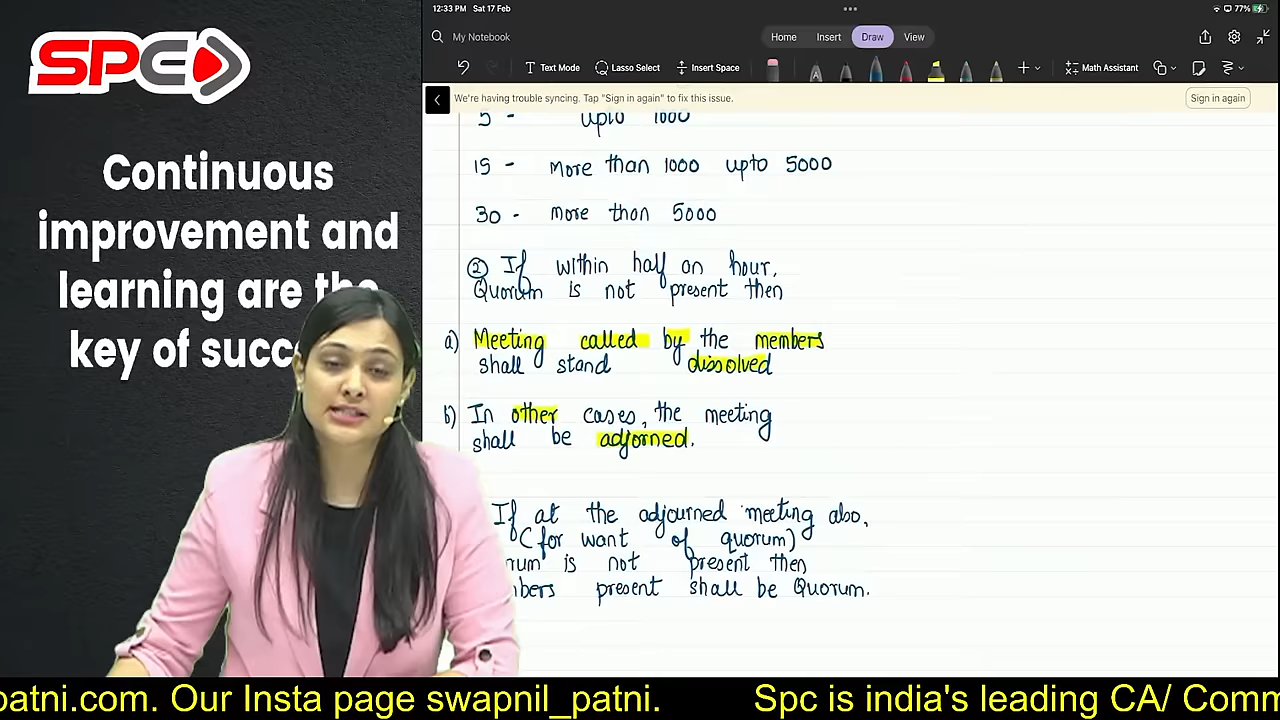 12:33 PM Sat 17 Feb
77%
My Notebook
Home Insert Draw View
Text Mode Lasso Select Insert Space Math Assistant
We're having trouble syncing. Tap "Sign in again" to fix this issue.
Sign in again
SPC
Continuous
improvement and
learning are the
key of succ
5 - upto 1000
15 - More than 1000 upto 5000
30 - More than 5000
② If within half an hour,
Quorum is not present then
a) Meeting called by the members
shall stand dissolved
b) In other cases, the meeting
shall be adjorned.
If at the adjourned meeting also,
(for want of quorum)
rum is not present then
mbers present shall be Quorum.
patni.com. Our Insta page swapnil_patni. Spc is india's leading CA/ Comm